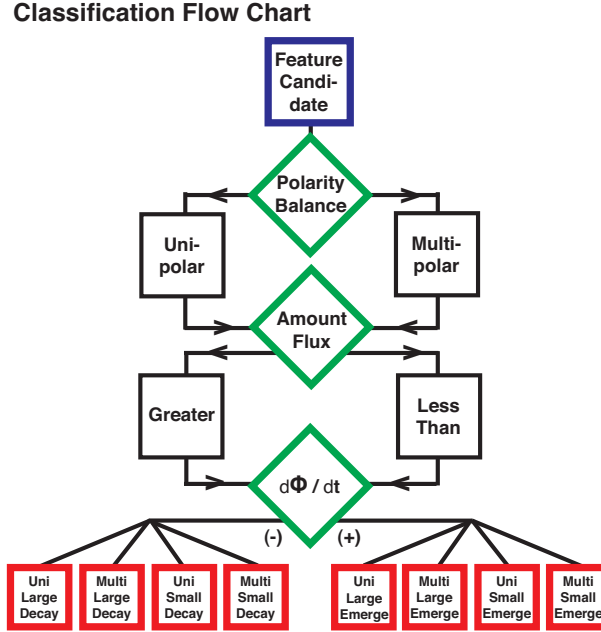 Classification Flow Chart
Feature
Candi-
date
Polarity
Balance
Uni-
polar
Multi-
polar
Amount
Flux
Greater
Less
Than
dΦ / dt
(-)
(+)
Uni
Large
Decay
Multi
Large
Decay
Uni
Small
Decay
Multi
Small
Decay
Uni
Large
Emerge
Multi
Large
Emerge
Uni
Small
Emerge
Multi
Small
Emerge